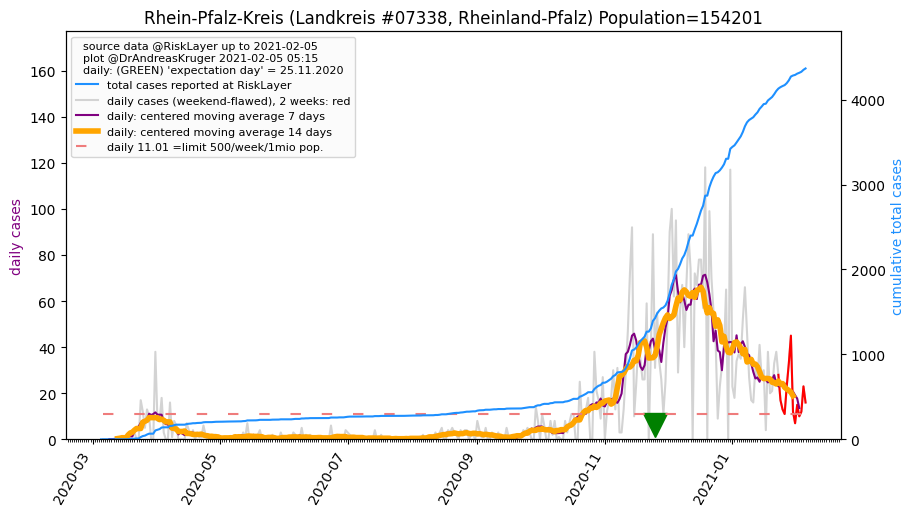 Rhein-Pfalz-Kreis (Landkreis #07338, Rheinland-Pfalz) Population=154201
source data @RiskLayer up to 2021-02-05
plot @DrAndreasKruger 2021-02-05 05:15
daily: (GREEN) 'expectation day' = 25.11.2020
total cases reported at RiskLayer
daily cases (weekend-flawed), 2 weeks: red
daily: centered moving average 7 days
daily: centered moving average 14 days
daily 11.01 =limit 500/week/1mio pop.
daily cases
160
140
120
100
80
60
40
20
0
cumulative total cases
4000
3000
2000
1000
0
2020-03
2020-05
2020-07
2020-09
2020-11
2021-01